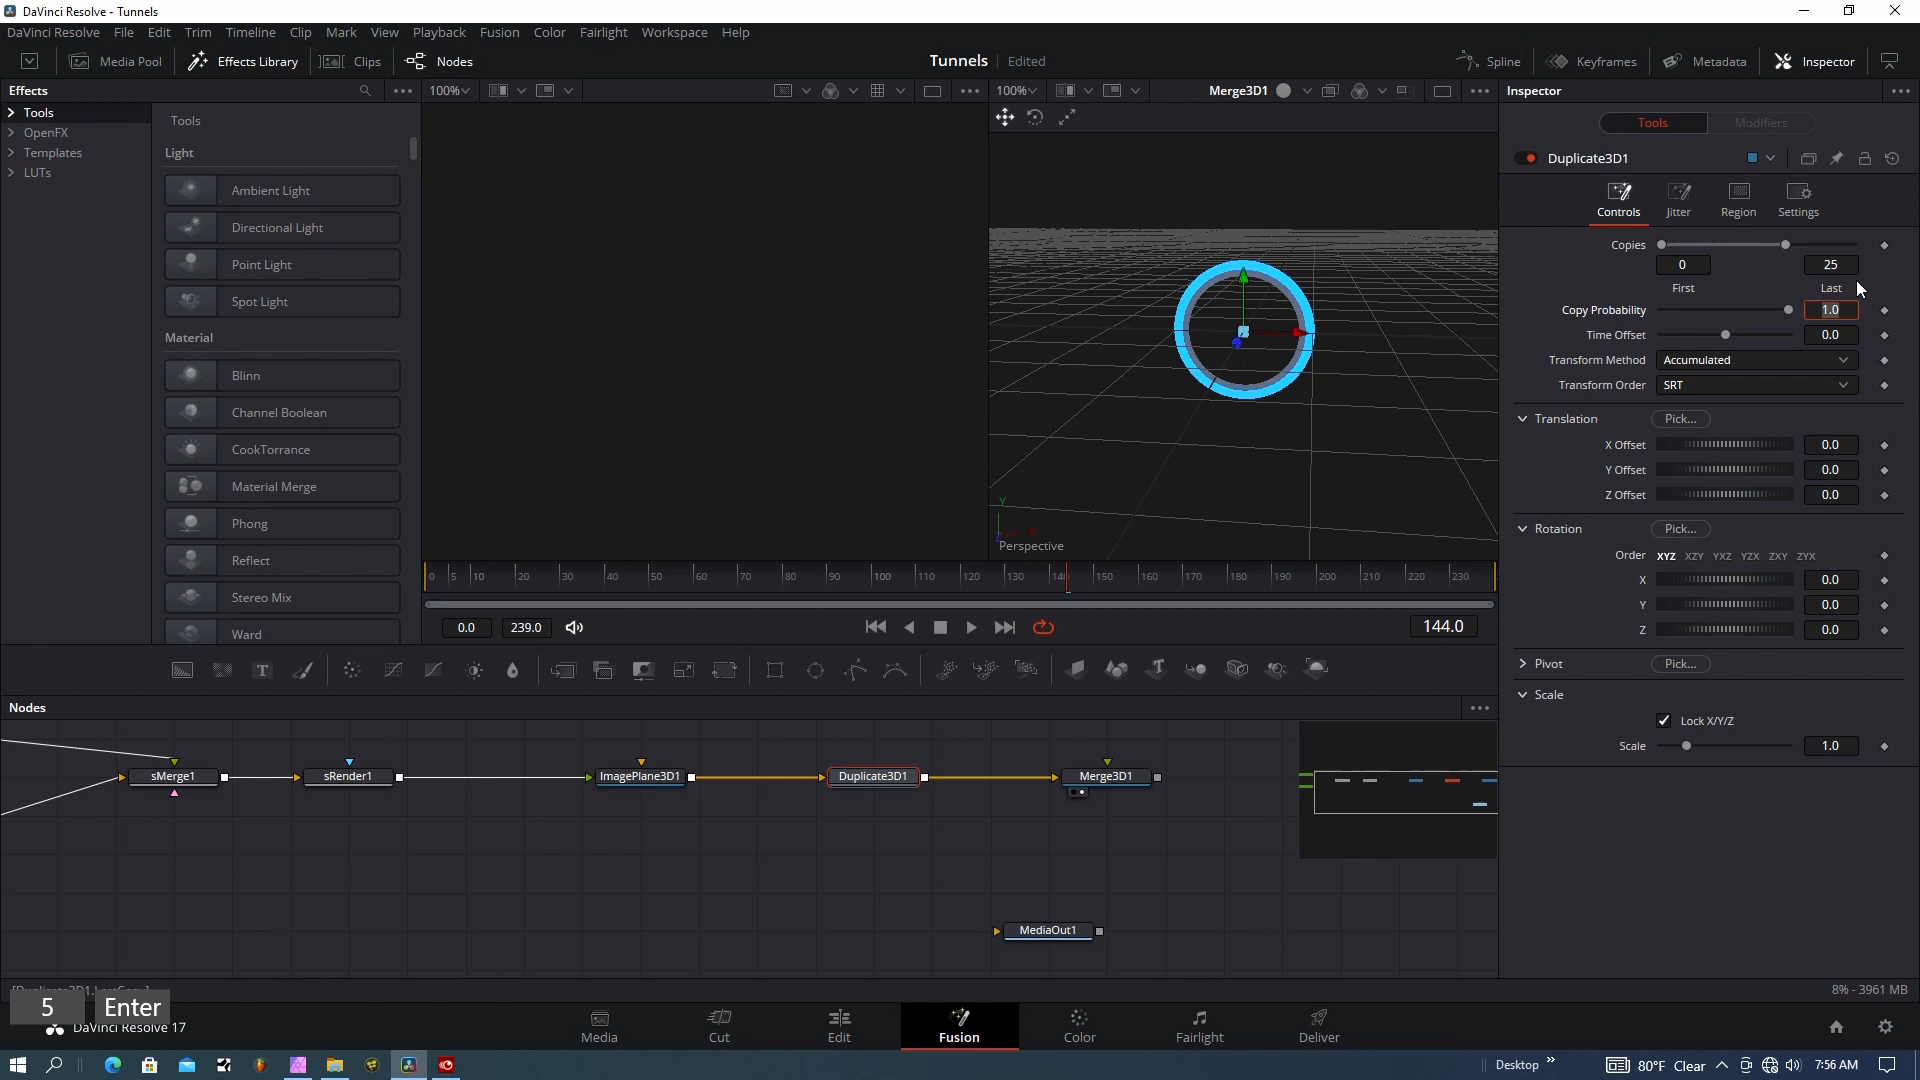 DaVinci Resolve - Tunnels
DaVinci Resolve File Edit Trim Timeline Clip Mark View Playback Fusion Color Fairlight Workspace Help
Media Pool Effects Library Clips Nodes Tunnels Edited Spline Keyframes Metadata Inspector
Effects 100% 100% Merge3D1 Inspector
Tools
OpenFX
Templates
LUTs
Tools
Light
Ambient Light
Directional Light
Point Light
Spot Light
Material
Blinn
Channel Boolean
CookTorrance
Material Merge
Phong
Reflect
Stereo Mix
Ward
Y
Perspective
0 5 10 20 30 40 50 60 70 80 90 100 110 120 130 150 160 170 180 190 200 210 220 230
0.0 239.0 144.0
Tools Modifiers
Duplicate3D1
Controls Jitter Region Settings
Copies
0 25
First Last
Copy Probability 1.0
Time Offset 0.0
Transform Method Accumulated
Transform Order SRT
Translation Pick...
X Offset 0.0
Y Offset 0.0
Z Offset 0.0
Rotation Pick...
Order XYZ XZY YXZ YZX ZXY ZYX
X 0.0
Y 0.0
Z 0.0
Pivot Pick...
Scale
Lock X/Y/Z
Scale 1.0
T
T
Nodes
sMerge1 sRender1 ImagePlane3D1 Duplicate3D1 Merge3D1
MediaOut1
8% - 3961 MB
5 Enter
DaVinci Resolve 17
Media Cut Edit Fusion Color Fairlight Deliver
Desktop 80°F Clear 7:56 AM